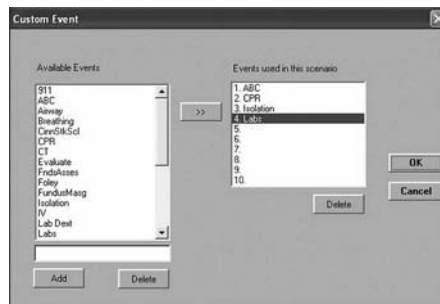 Custom Event
Available Events
911
ABC
Airway
Breathing
CinnStkScl
CPR
CT
Evaluate
FndsAsses
Foley
FundusMasg
Isolation
IV
Lab Dext
Labs
Add
Delete
>>
Events used in this scenario
1. ABC
2. CPR
3. Isolation
4. Labs
5.
6.
7.
8.
9.
10.
Delete
OK
Cancel